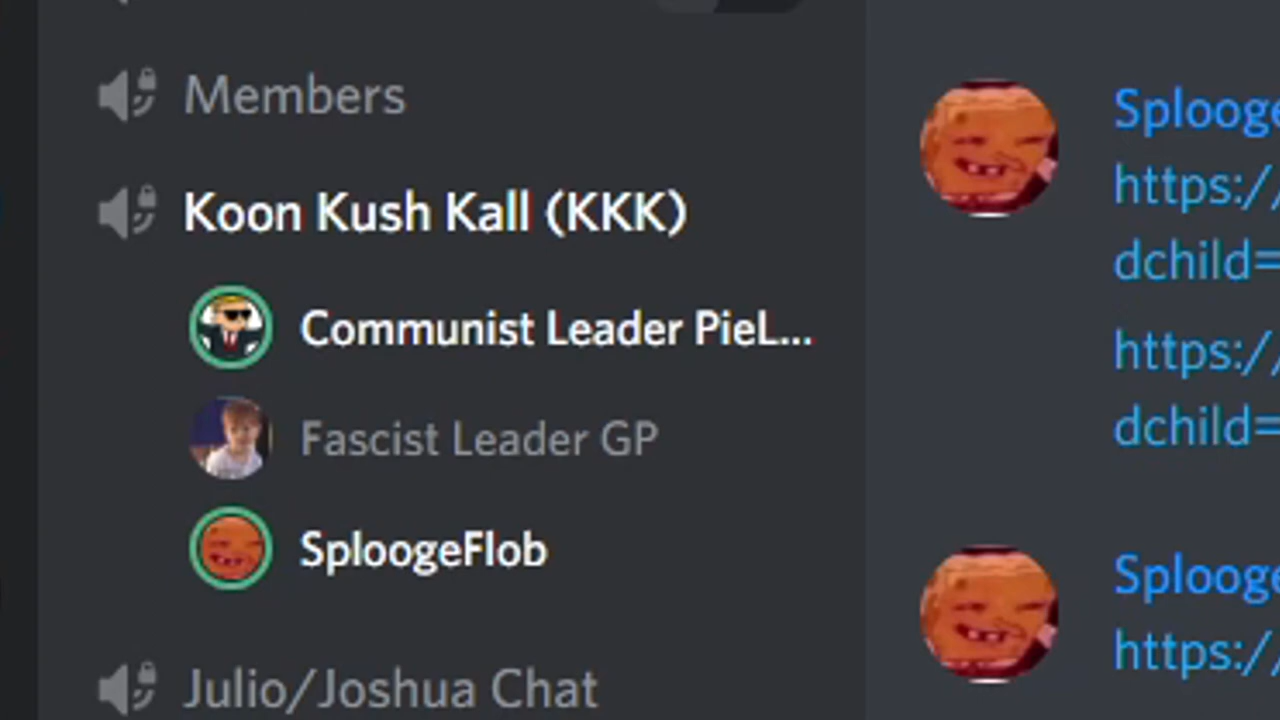 Members
Koon Kush Kall (KKK)
Communist Leader PieL...
Fascist Leader GP
SploogeFlob
Julio/Joshua Chat
Splooge
https:/
dchild=
https:/
dchild=
Splooge
https:/